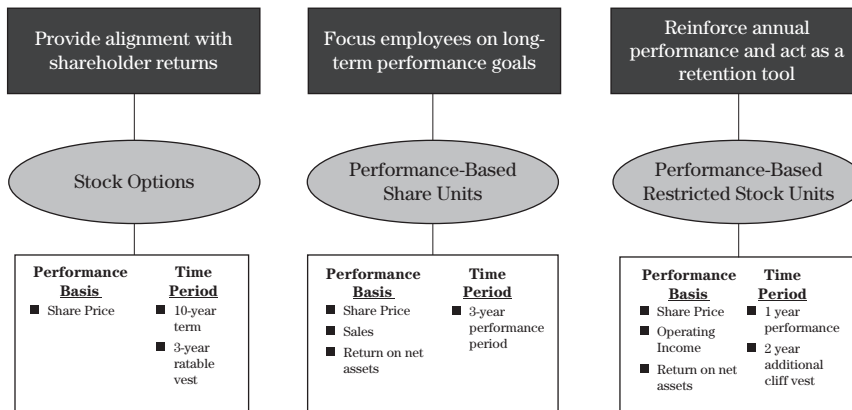 Provide alignment with
shareholder returns
Focus employees on long-
term performance goals
Reinforce annual
performance and act as a
retention tool
Stock Options
Performance-Based
Share Units
Performance-Based
Restricted Stock Units
Performance
Basis
■ Share Price
Time
Period
■ 10-year
term
■ 3-year
ratable
vest
Performance
Basis
■ Share Price
■ Sales
■ Return on net
assets
Time
Period
■ 3-year
performance
period
Performance
Basis
■ Share Price
■ Operating
Income
■ Return on net
assets
Time
Period
■ 1 year
performance
■ 2 year
additional
cliff vest